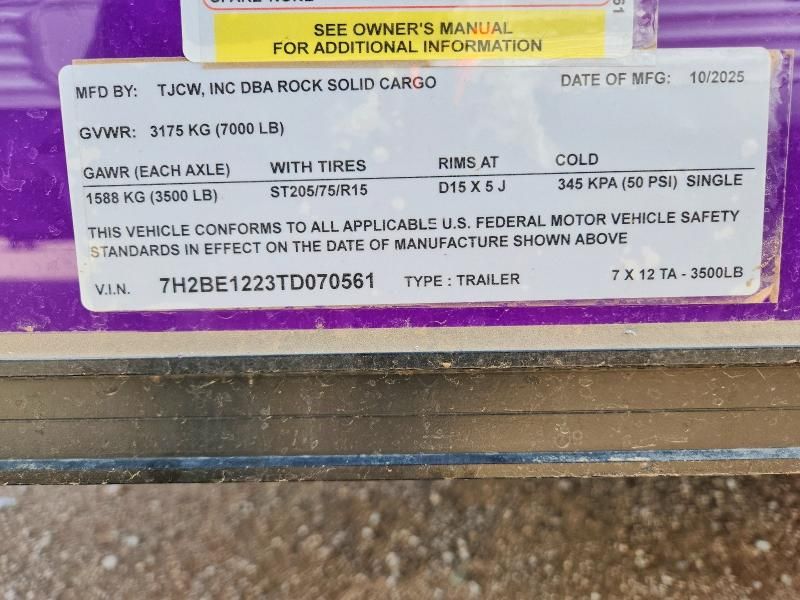 SEE OWNER'S MANUAL
FOR ADDITIONAL INFORMATION
MFD BY: TJCW, INC DBA ROCK SOLID CARGO DATE OF MFG: 10/2025
GVWR: 3175 KG (7000 LB)
GAWR (EACH AXLE) WITH TIRES RIMS AT COLD
1588 KG (3500 LB) ST205/75/R15 D15 X 5 J 345 KPA (50 PSI) SINGLE
THIS VEHICLE CONFORMS TO ALL APPLICABLE U.S. FEDERAL MOTOR VEHICLE SAFETY
STANDARDS IN EFFECT ON THE DATE OF MANUFACTURE SHOWN ABOVE
V.I.N. 7H2BE1223TD070561 TYPE : TRAILER 7 X 12 TA - 3500LB